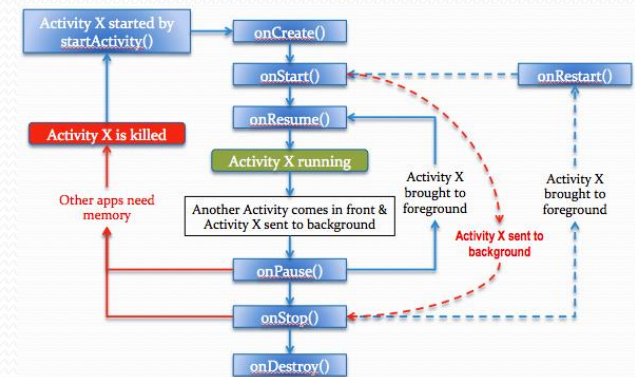 Activity X started by
startActivity()
onCreate()
onStart()
onRestart()
onResume()
Activity X is killed
Activity X running
Other apps need
memory
Another Activity comes in front &
Activity X sent to background
Activity X
brought to
foreground
Activity X
brought to
foreground
Activity X sent to
background
onPause()
onStop()
onDestroy()